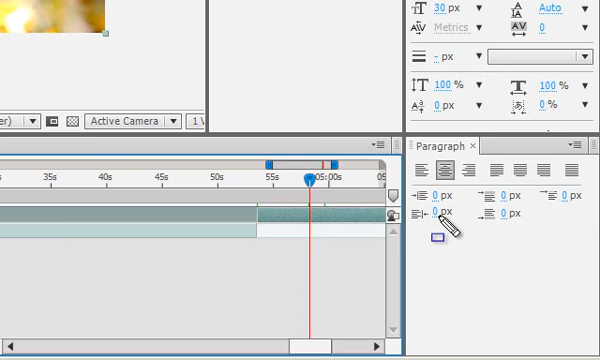 30 px
Auto
Metrics
0
- px
100 %
100 %
0 px
0 %
er)
Active Camera
1 V
Paragraph ×
35s
40s
45s
50s
55s
05:00s
05
0 px
0 px
0 px
0 px
0 px